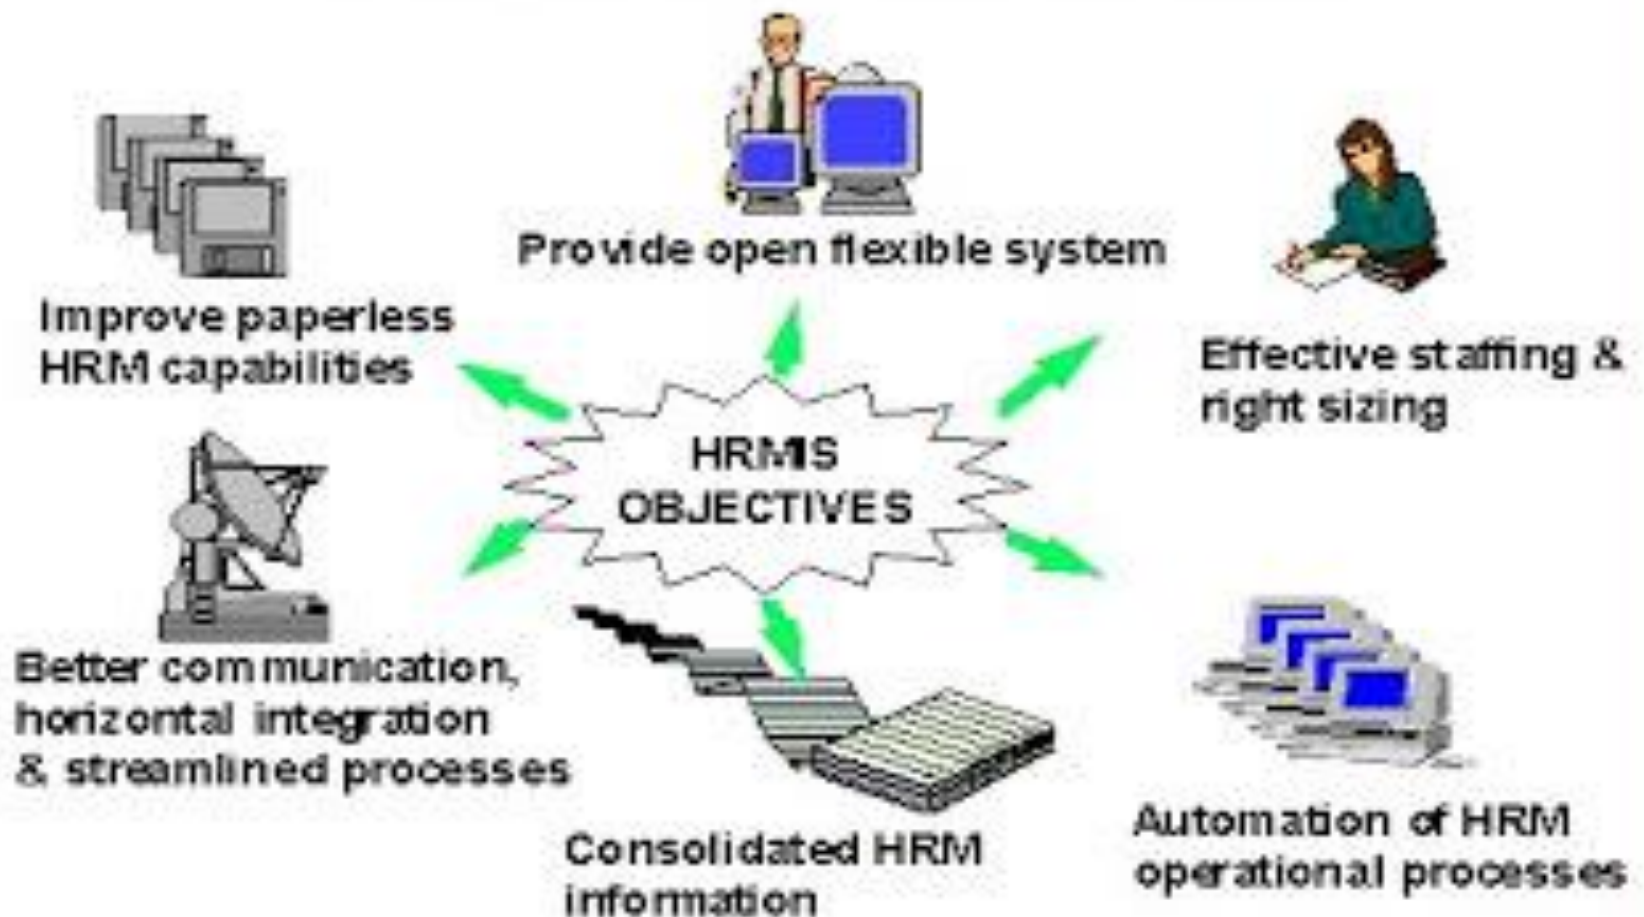 Provide open flexible system
Improve paperless
HRM capabilities
Effective staffing &
right sizing
HRMIS
OBJECTIVES
Better communication,
horizontal integration
& streamlined processes
Consolidated HRM
information
Automation of HRM
operational processes